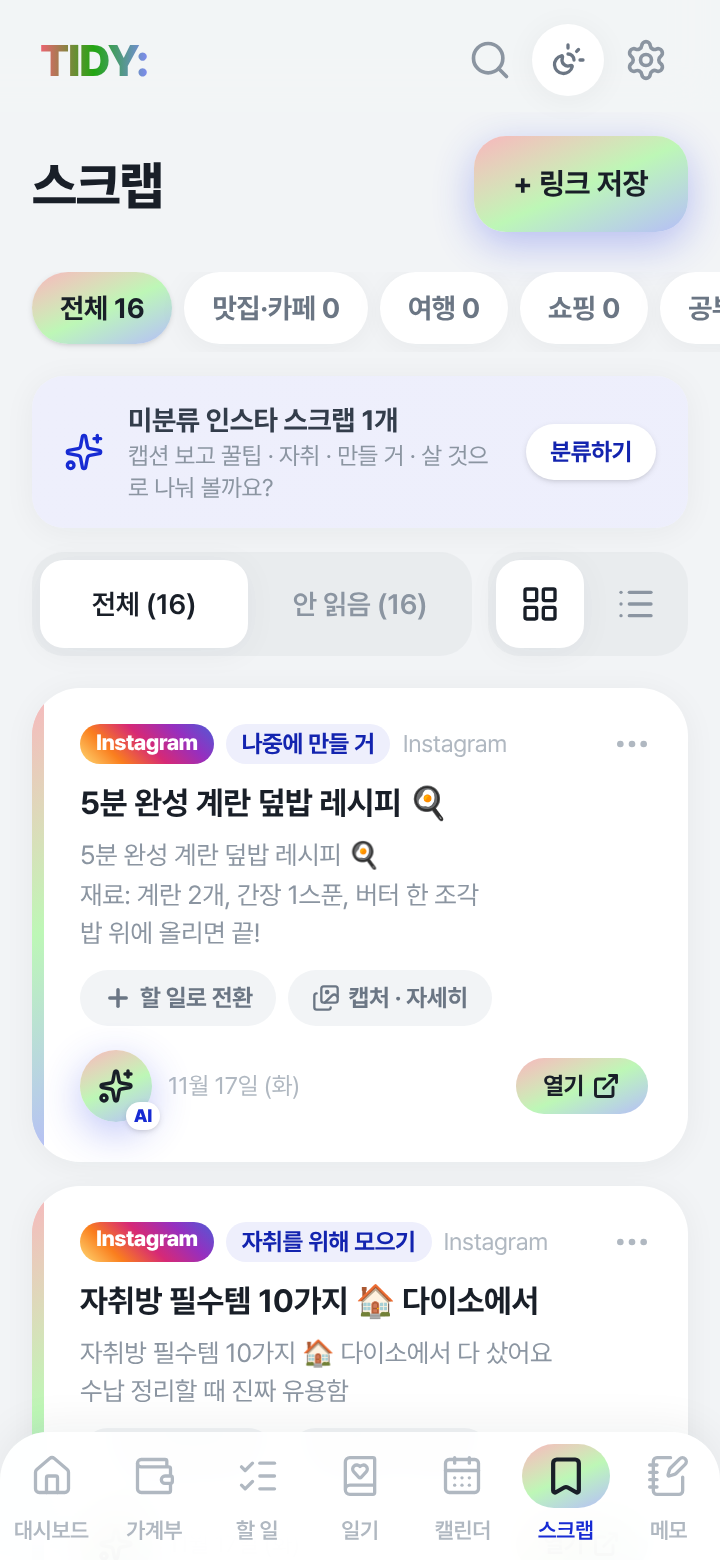 TIDY:
스크랩
+ 링크 저장
전체 16
맛집·카페 0
여행 0
쇼핑 0
미분류 인스타 스크랩 1개
캡션 보고 꿀팁 · 자취 · 만들 거 · 살 것으
로 나눠 볼까요?
분류하기
전체 (16)
안 읽음 (16)
Instagram
나중에 만들 거
Instagram
5분 완성 계란 덮밥 레시피 🍳
5분 완성 계란 덮밥 레시피 🍳
재료: 계란 2개, 간장 1스푼, 버터 한 조각
밥 위에 올리면 끝!
+ 할 일로 전환
캡처 · 자세히
AI
11월 17일 (화)
열기
Instagram
자취를 위해 모으기
Instagram
자취방 필수템 10가지 🏠 다이소에서
자취방 필수템 10가지 🏠 다이소에서 다 샀어요
수납 정리할 때 진짜 유용함
대시보드
가계부
할 일
일기
캘린더
스크랩
메모